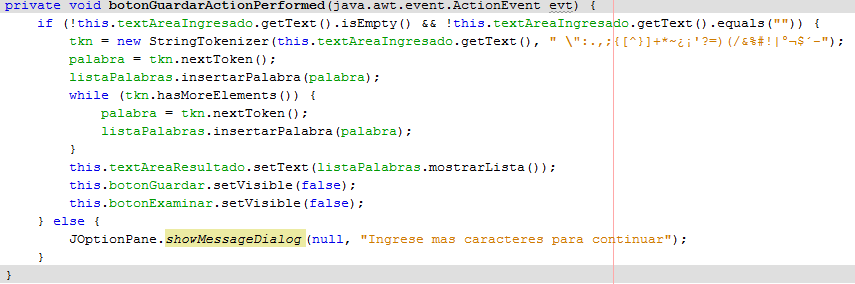 private void botonGuardarActionPerformed(java.awt.event.ActionEvent evt) {
    if (!this.textAreaIngresado.getText().isEmpty() && !this.textAreaIngresado.getText().equals("")) {
        tkn = new StringTokenizer(this.textAreaIngresado.getText(), " \":.,;{[^}]+*~¿¡'?=)(/&%#!|°¬$´-");
        palabra = tkn.nextToken();
        listaPalabras.insertarPalabra(palabra);
        while (tkn.hasMoreElements()) {
            palabra = tkn.nextToken();
            listaPalabras.insertarPalabra(palabra);
        }
        this.textAreaResultado.setText(listaPalabras.mostrarLista());
        this.botonGuardar.setVisible(false);
        this.botonExaminar.setVisible(false);
    } else {
        JOptionPane.showMessageDialog(null, "Ingrese mas caracteres para continuar");
    }
}